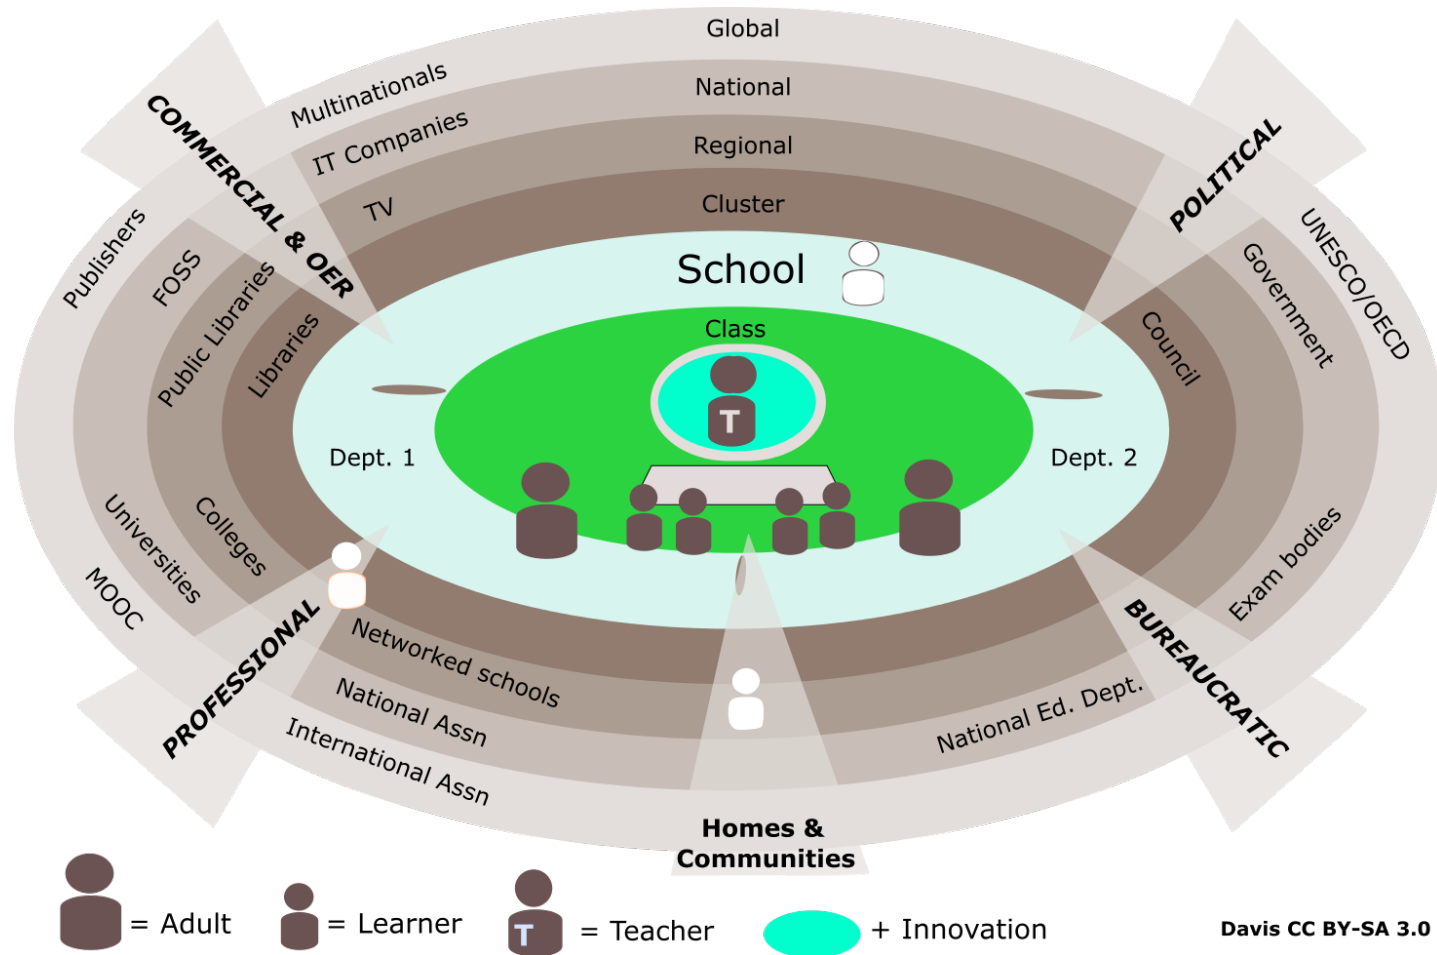 Global
National
Regional
Cluster
School
Class
T
Dept. 1
Dept. 2
COMMERCIAL & OER
Multinationals
IT Companies
TV
Publishers
FOSS
Public Libraries
Libraries
POLITICAL
UNESCO/OECD
Government
Council
PROFESSIONAL
MOOC
Universities
Colleges
Networked schools
National Assn
International Assn
BUREAUCRATIC
Exam bodies
National Ed. Dept.
Homes &
Communities
= Adult
= Learner
T = Teacher
+ Innovation
Davis CC BY-SA 3.0